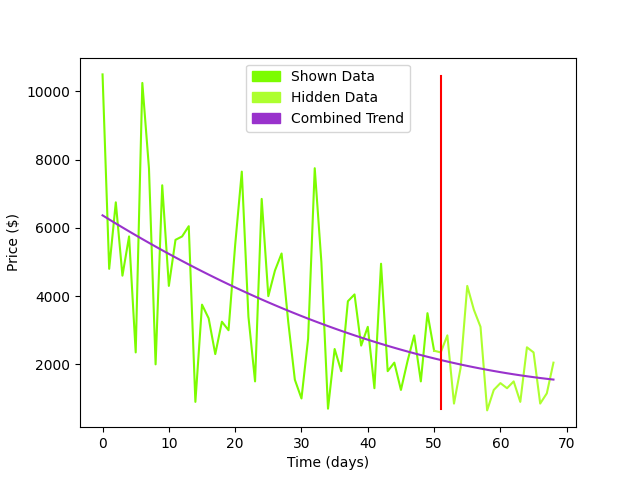 Shown Data
Hidden Data
Combined Trend
Price ($)
10000
8000
6000
4000
2000
0 10 20 30 40 50 60 70
Time (days)